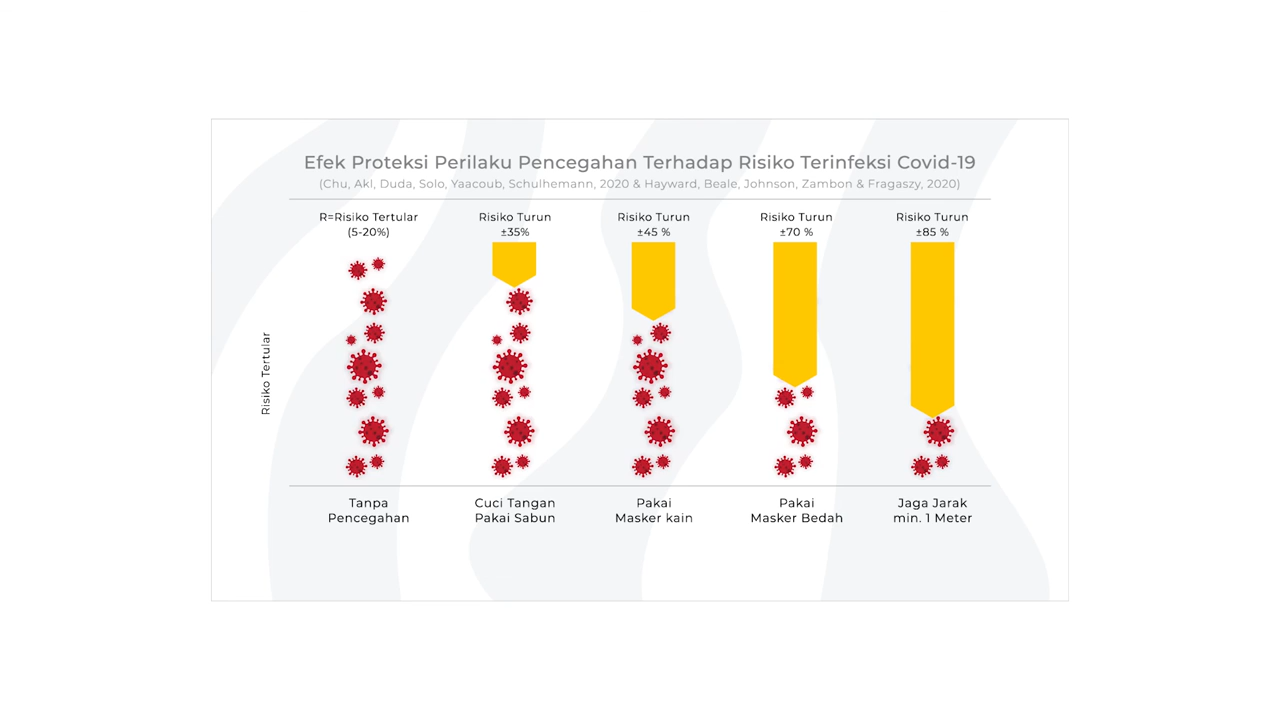 Efek Proteksi Perilaku Pencegahan Terhadap Risiko Terinfeksi Covid-19
(Chu, Akl, Duda, Solo, Yaacoub, Schulhemann, 2020 & Hayward, Beale, Johnson, Zambon & Fragaszy, 2020)
R=Risiko Tertular
(5-20%)
Risiko Turun
±35%
Risiko Turun
±45 %
Risiko Turun
±70 %
Risiko Turun
±85 %
Risiko Tertular
Tanpa
Pencegahan
Cuci Tangan
Pakai Sabun
Pakai
Masker kain
Pakai
Masker Bedah
Jaga Jarak
min. 1 Meter